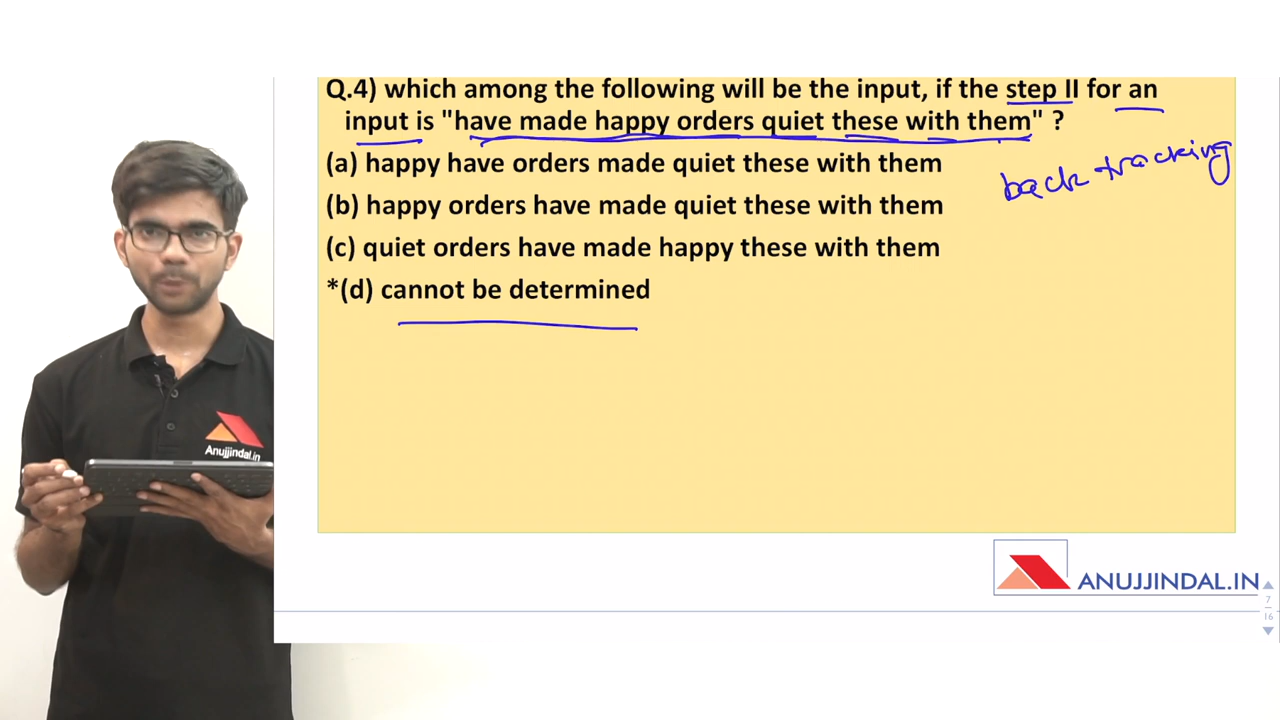 Q.4) which among the following will be the input, if the step II for an
input is "have made happy orders quiet these with them" ?
(a) happy have orders made quiet these with them
back tracking
(b) happy orders have made quiet these with them
(c) quiet orders have made happy these with them
*(d) cannot be determined
Anujjindal.in
ANUJJINDAL.IN
7
16